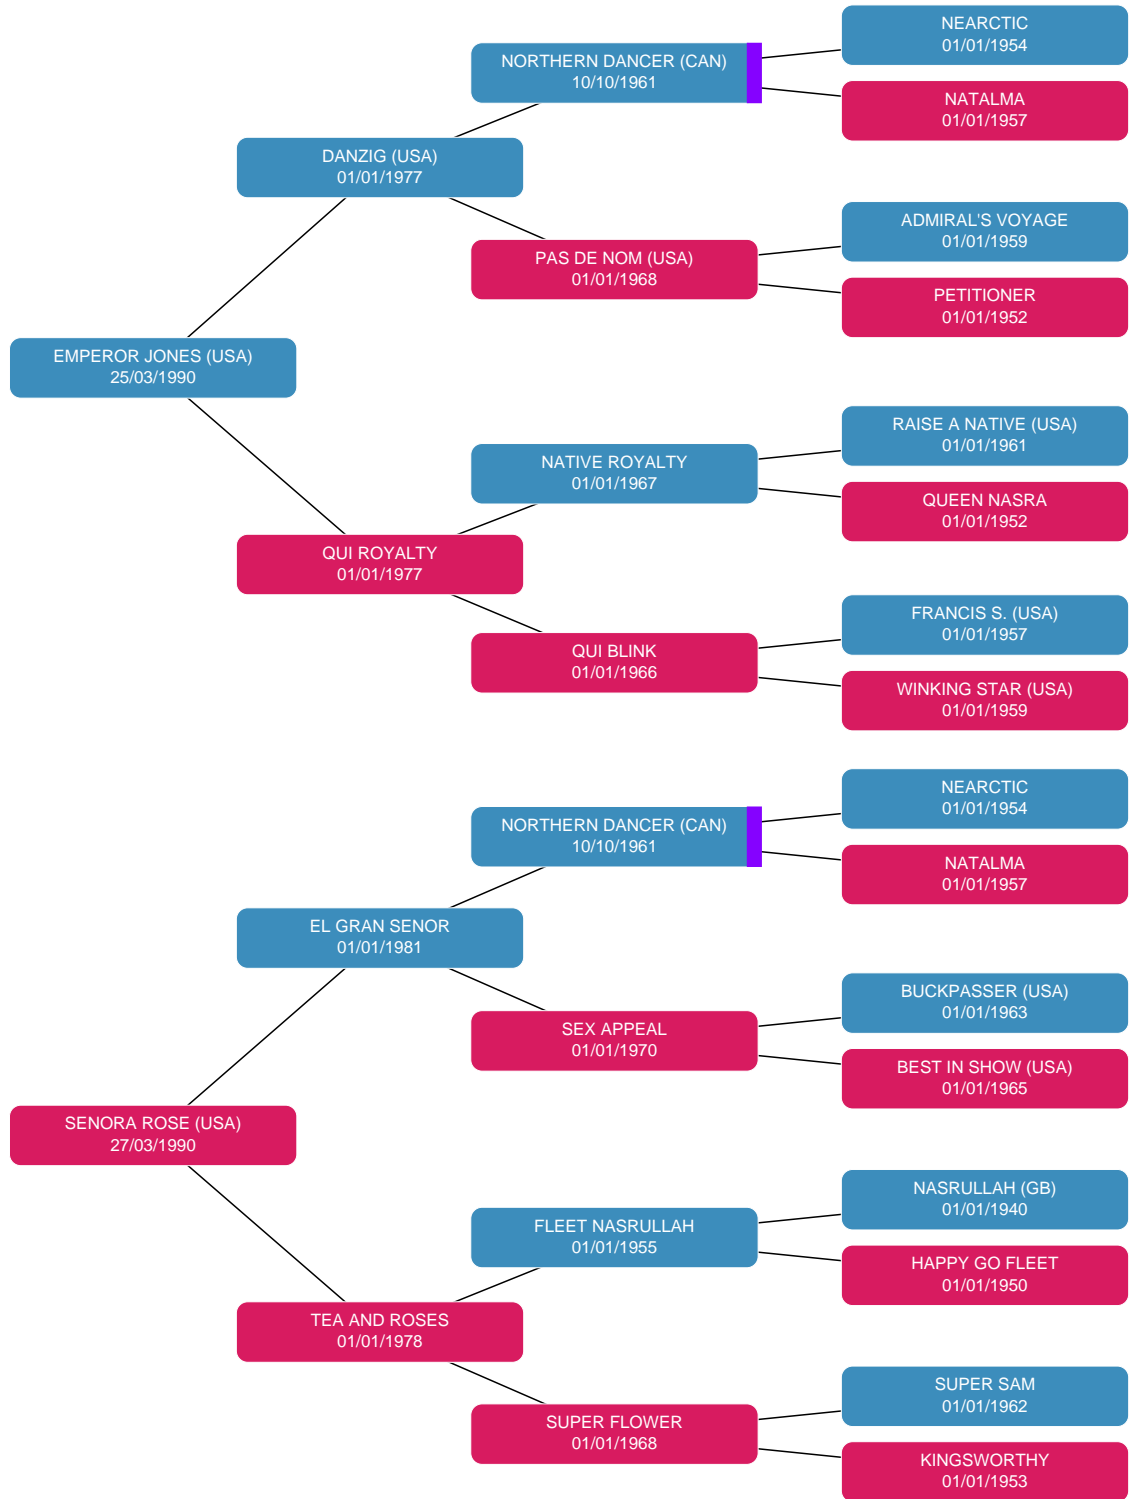 NEARCTIC
01/01/1954
NORTHERN DANCER (CAN)
10/10/1961
NATALMA
01/01/1957
DANZIG (USA)
01/01/1977
ADMIRAL'S VOYAGE
01/01/1959
PAS DE NOM (USA)
01/01/1968
PETITIONER
01/01/1952
EMPEROR JONES (USA)
25/03/1990
RAISE A NATIVE (USA)
01/01/1961
NATIVE ROYALTY
01/01/1967
QUEEN NASRA
01/01/1952
QUI ROYALTY
01/01/1977
FRANCIS S. (USA)
01/01/1957
QUI BLINK
01/01/1966
WINKING STAR (USA)
01/01/1959
NEARCTIC
01/01/1954
NORTHERN DANCER (CAN)
10/10/1961
NATALMA
01/01/1957
EL GRAN SENOR
01/01/1981
BUCKPASSER (USA)
01/01/1963
SEX APPEAL
01/01/1970
BEST IN SHOW (USA)
01/01/1965
SENORA ROSE (USA)
27/03/1990
NASRULLAH (GB)
01/01/1940
FLEET NASRULLAH
01/01/1955
HAPPY GO FLEET
01/01/1950
TEA AND ROSES
01/01/1978
SUPER SAM
01/01/1962
SUPER FLOWER
01/01/1968
KINGSWORTHY
01/01/1953